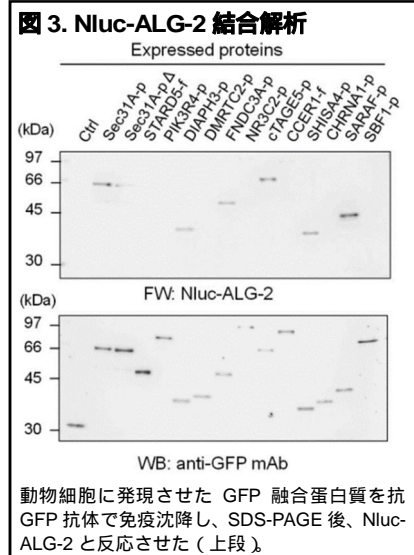 図 3. Nluc-ALG-2 結合解析
Expressed proteins
(kDa)
Ctrl
Sec31A-p
Sec31A-pΔ
STARD5-f
PIK3R4-p
DIAPH3-p
DMRTC2-p
FNDC3A-p
NR3C2-p
cTAGE5-p
CCER1-f
SHISA4-p
CHRNA1-p
SARAF-p
SBF1-p
97
66
45
30
FW: Nluc-ALG-2
(kDa)
97
66
45
30
WB: anti-GFP mAb
動物細胞に発現させた GFP 融合蛋白質を抗
GFP 抗体で免疫沈降し、SDS-PAGE 後、Nluc-
ALG-2 と反応させた（上段）。